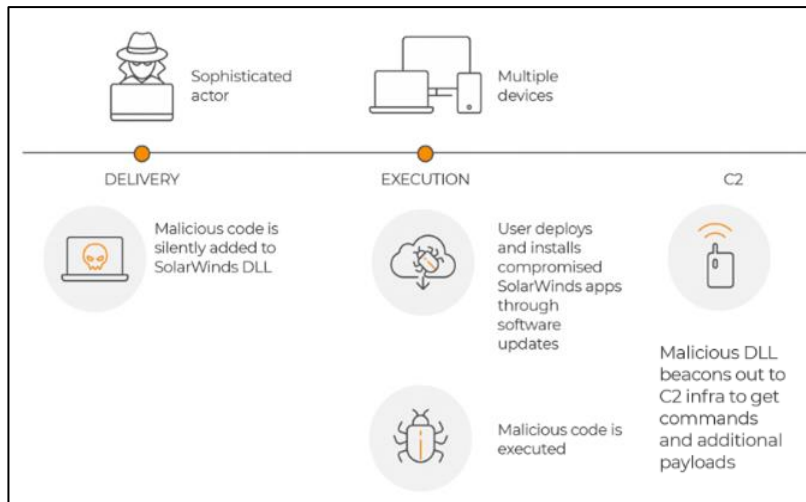 Sophisticated
actor
Multiple
devices
DELIVERY
EXECUTION
C2
Malicious code is
silently added to
SolarWinds DLL
User deploys
and installs
compromised
SolarWinds apps
through
software
updates
Malicious DLL
beacons out to
C2 infra to get
commands
and additional
payloads
Malicious code is
executed